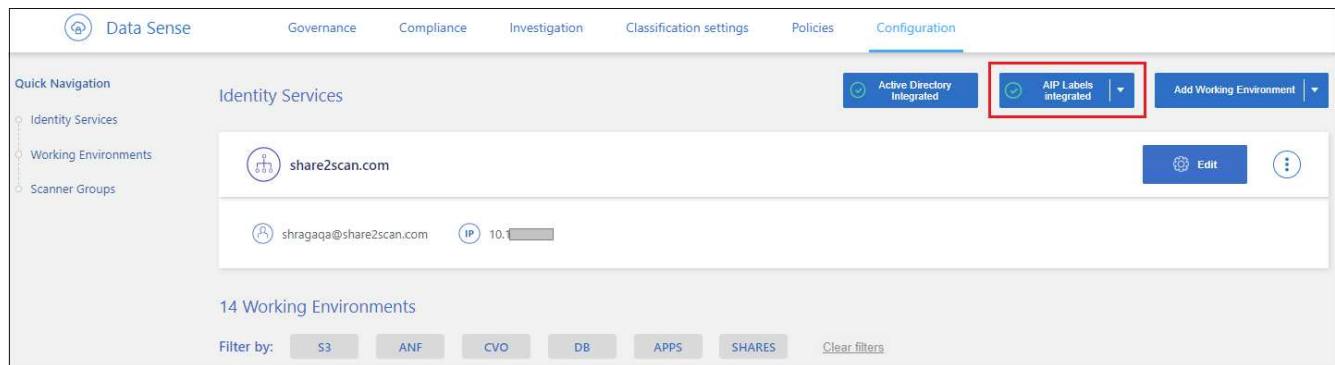 Data Sense
Governance
Compliance
Investigation
Classification settings
Policies
Configuration
Quick Navigation
Identity Services
Working Environments
Scanner Groups
Identity Services
Active Directory
Integrated
AIP Labels
integrated
Add Working Environment
share2scan.com
Edit
shragaqa@share2scan.com
IP
10.1
14 Working Environments
Filter by:
S3
ANF
CVO
DB
APPS
SHARES
Clear filters